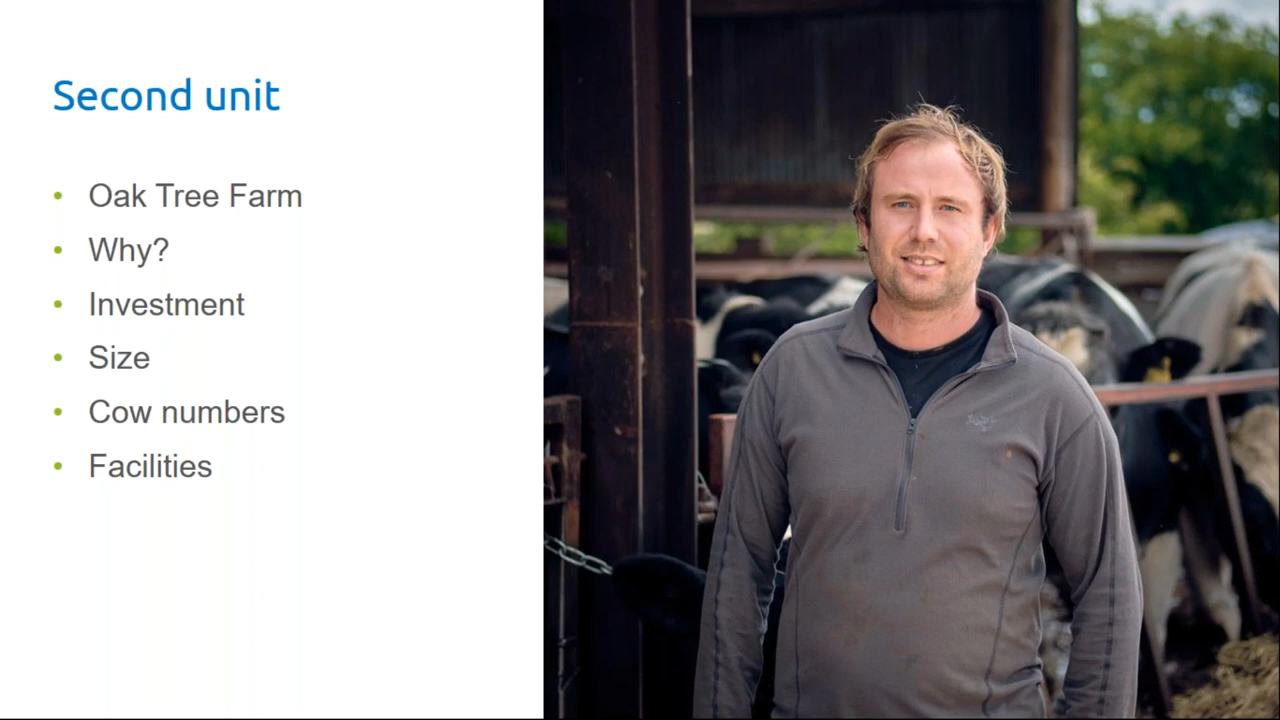 Second unit
• Oak Tree Farm
• Why?
• Investment
• Size
• Cow numbers
• Facilities